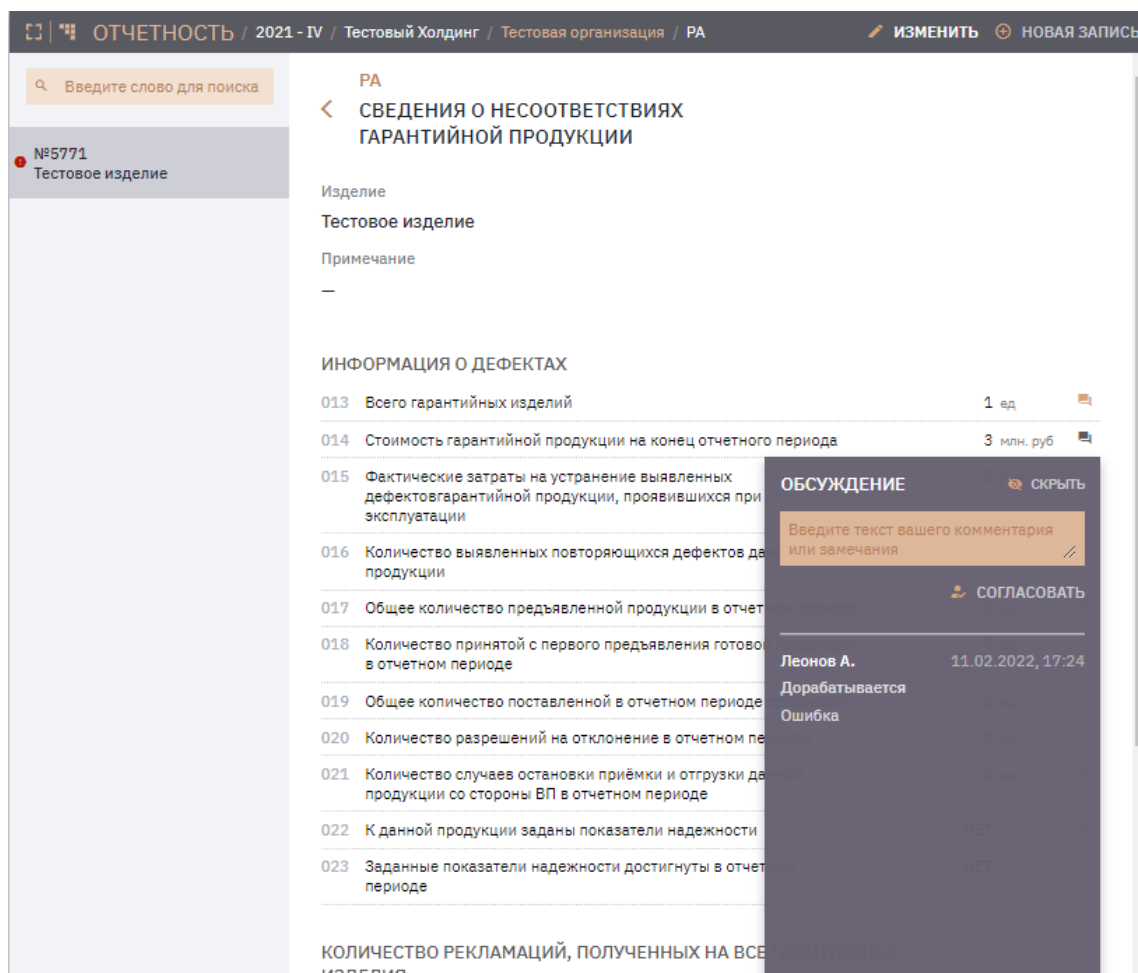 ОТЧЕТНОСТЬ / 2021 - IV / Тестовый Холдинг / Тестовая организация / РА
ИЗМЕНИТЬ
НОВАЯ ЗАПИСЬ
Введите слово для поиска
№5771
Тестовое изделие
РА
СВЕДЕНИЯ О НЕСООТВЕТСТВИЯХ
ГАРАНТИЙНОЙ ПРОДУКЦИИ
Изделие
Тестовое изделие
Примечание
—
ИНФОРМАЦИЯ О ДЕФЕКТАХ
013 Всего гарантийных изделий 1 ед
014 Стоимость гарантийной продукции на конец отчетного периода 3 млн. руб
015 Фактические затраты на устранение выявленных
дефектовгарантийной продукции, проявившихся при
эксплуатации
016 Количество выявленных повторяющихся дефектов да
продукции
017 Общее количество предъявленной продукции в отчет
018 Количество принятой с первого предъявления готово
в отчетном периоде
019 Общее копичество поставленной в отчетном периоде
020 Количество разрешений на отклонение в отчетном пе
021 Количество случаев остановки приёмки и отгрузки да
продукции со стороны ВП в отчетном периоде
022 К данной продукции заданы показатели надежности
023 Заданные показатели надежности достигнуты в отчет
периоде
КОЛИЧЕСТВО РЕКЛАМАЦИЙ, ПОЛУЧЕННЫХ НА ВСЕ ГАРАНТИЙНЫЕ
ИЗДЕЛИЯ
ОБСУЖДЕНИЕ
СКРЫТЬ
Введите текст вашего комментария
или замечания
СОГЛАСОВАТЬ
Леонов А. 11.02.2022, 17:24
Дорабатывается
Ошибка